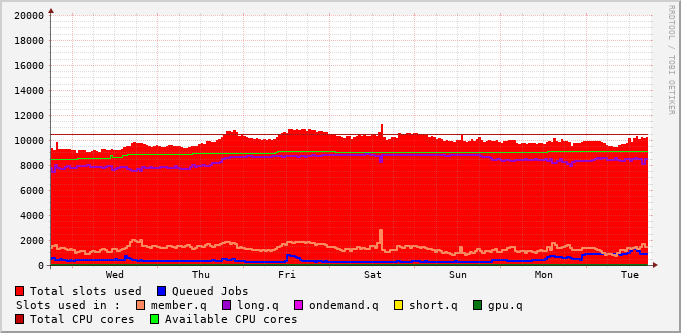 RRDTOOL / TOBI OETIKER
20000
18000
16000
14000
12000
10000
8000
6000
4000
2000
0
Wed Thu Fri Sat Sun Mon Tue
Total slots used Queued Jobs
Slots used in : member.q long.q ondemand.q short.q gpu.q
Total CPU cores Available CPU cores